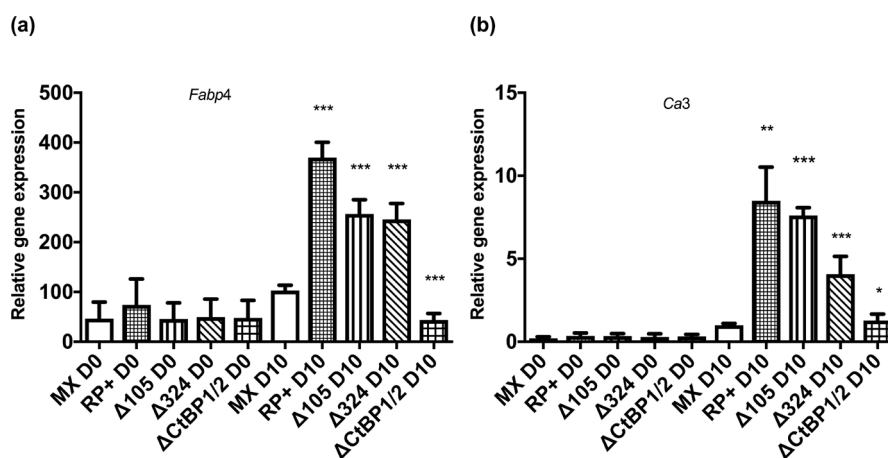 (a)
Fabp4
Relative gene expression
500
400
300
200
100
0
***
***
***
***
MX D0
RP+ D0
Δ105 D0
Δ324 D0
ΔCtBP1/2 D0
MX D10
RP+ D10
Δ105 D10
Δ324 D10
ΔCtBP1/2 D10
(b)
Ca3
Relative gene expression
15
10
5
0
**
***
***
*
MX D0
RP+ D0
Δ105 D0
Δ324 D0
ΔCtBP1/2 D0
MX D10
RP+ D10
Δ105 D10
Δ324 D10
ΔCtBP1/2 D10